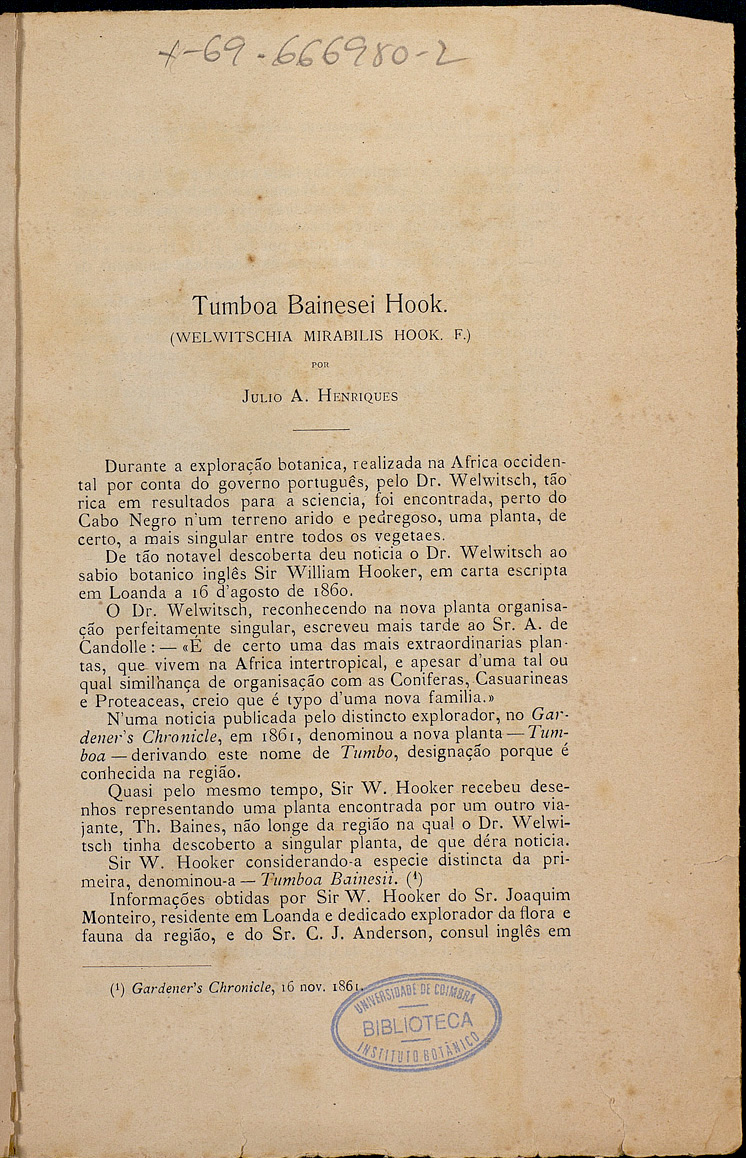 +-69-666980-2
Tumboa Bainesei Hook.
(WELWITSCHIA MIRABILIS HOOK. F.)
POR
JULIO A. HENRIQUES
Durante a exploração botanica, realizada na Africa occiden-
tal por conta do governo português, pelo Dr. Welwitsch, tão
rica em resultados para a sciencia, foi encontrada, perto do
Cabo Negro n'um terreno arido e pedregoso, uma planta, de
certo, a mais singular entre todos os vegetaes.
De tão notavel descoberta deu noticia o Dr. Welwitsch ao
sabio botanico inglês Sir William Hooker, em carta escripta
em Loanda a 16 d'agosto de 1860.
O Dr. Welwitsch, reconhecendo na nova planta organisa-
ção perfeitamente singular, escreveu mais tarde ao Sr. A. de
Candolle: — «É de certo uma das mais extraordinarias plan-
tas, que vivem na Africa intertropical, e apesar d'uma tal ou
qual similhança de organisação com as Coniferas, Casuarineas
e Proteaceas, creio que é typo d'uma nova familia.»
N'uma noticia publicada pelo distincto explorador, no Gar-
dener's Chronicle, em 1861, denominou a nova planta — Tum-
boa — derivando este nome de Tumbo, designação porque é
conhecida na região.
Quasi pelo mesmo tempo, Sir W. Hooker recebeu dese-
nhos representando uma planta encontrada por um outro via-
jante, Th. Baines, não longe da região na qual o Dr. Welwi-
tsch tinha descoberto a singular planta, de que déra noticia.
Sir W. Hooker considerando-a especie distincta da pri-
meira, denominou-a — Tumboa Bainesii. (¹)
Informações obtidas por Sir W. Hooker do Sr. Joaquim
Monteiro, residente em Loanda e dedicado explorador da flora e
fauna da região, e do Sr. C. J. Anderson, consul inglês em
(¹) Gardener's Chronicle, 16 nov. 1861.
UNIVERSIDADE DE COIMBRA
BIBLIOTECA
INSTITUTO BOTÂNICO